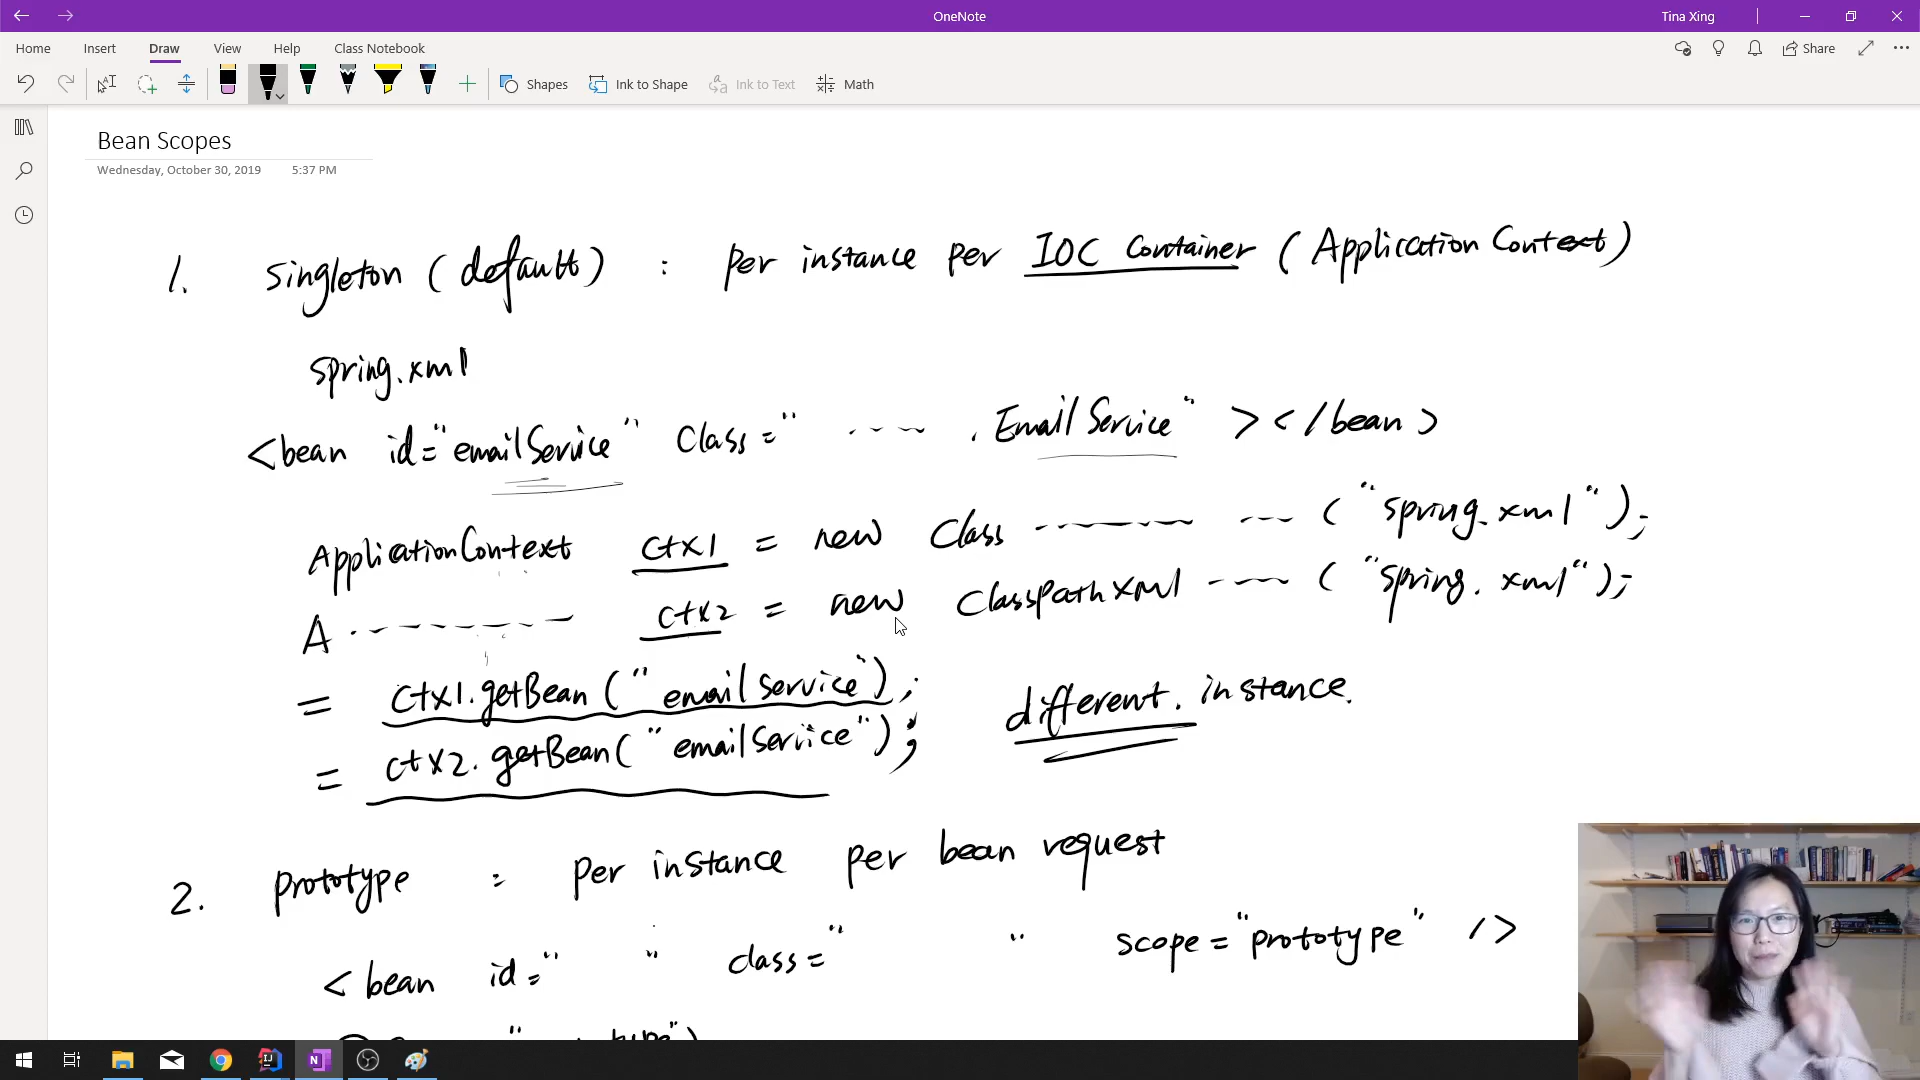 OneNote
Tina Xing
Home Insert Draw View Help Class Notebook
Share
Shapes Ink to Shape Ink to Text Math
Bean Scopes
Wednesday, October 30, 2019 5:37 PM
1. Singleton (default) : per instance per IOC Container (Application Context)
spring.xml
<bean id="emailService" class=" ---- .EmailService" ></bean>
ApplicationContext ctx1 = new Class ------- --- ("spring.xml");
A -------- ctx2 = new ClassPathXml ---- ("spring.xml");
= ctx1.getBean("emailService");
different. instance.
= ctx2.getBean("emailService");
2. prototype : per instance per bean request
<bean id=" " class=" " scope="prototype" />